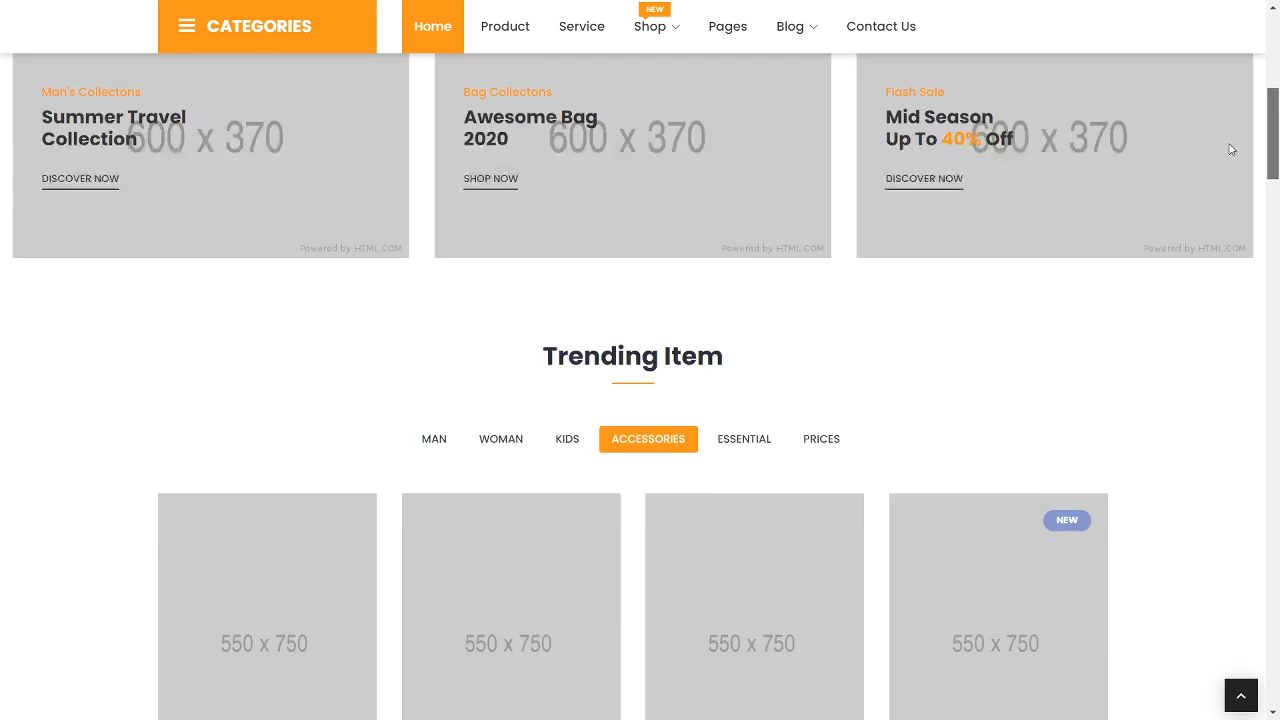 CATEGORIES
Home
Product
Service
NEW
Shop
Pages
Blog
Contact Us
Man's Collectons
Summer Travel
Collection
600 x 370
DISCOVER NOW
Powered by HTML.COM
Bag Collectons
Awesome Bag
2020
600 x 370
SHOP NOW
Powered by HTML.COM
Flash Sale
Mid Season
Up To 40% Off
600 x 370
DISCOVER NOW
Powered by HTML.COM
Trending Item
MAN
WOMAN
KIDS
ACCESSORIES
ESSENTIAL
PRICES
550 x 750
550 x 750
550 x 750
NEW
550 x 750